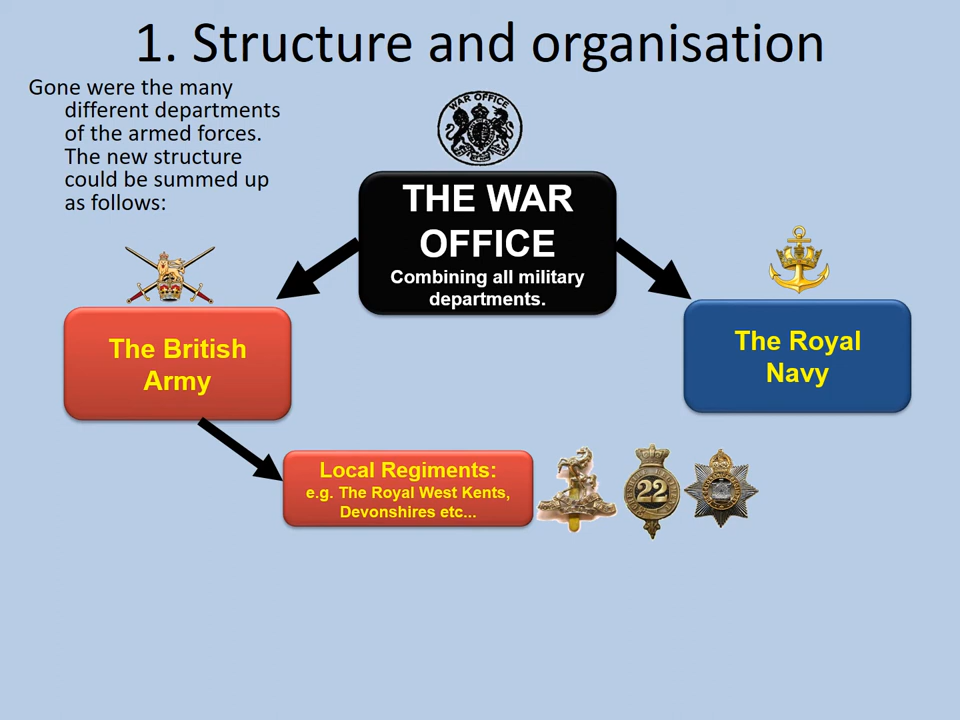 1. Structure and organisation
Gone were the many
different departments
of the armed forces.
The new structure
could be summed up
as follows:
WAR OFFICE
THE WAR
OFFICE
Combining all military
departments.
The British
Army
The Royal
Navy
Local Regiments:
e.g. The Royal West Kents,
Devonshires etc...
22